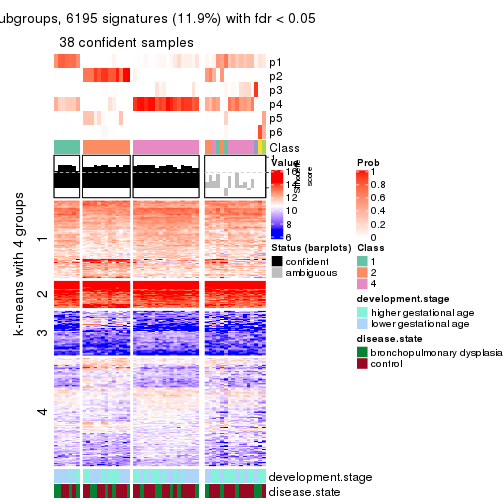 ubgroups, 6195 signatures (11.9%) with fdr < 0.05
38 confident samples
p1
p2
p3
p4
p5
p6
Class
1
2
3
4
k-means with 4 groups
development.stage
disease.state
Value
16
14
12
10
8
6
score
Status (barplots)
confident
ambiguous
Prob
1
0.8
0.6
0.4
0.2
0
Class
1
2
4
development.stage
higher gestational age
lower gestational age
disease.state
bronchopulmonary dysplasia
control